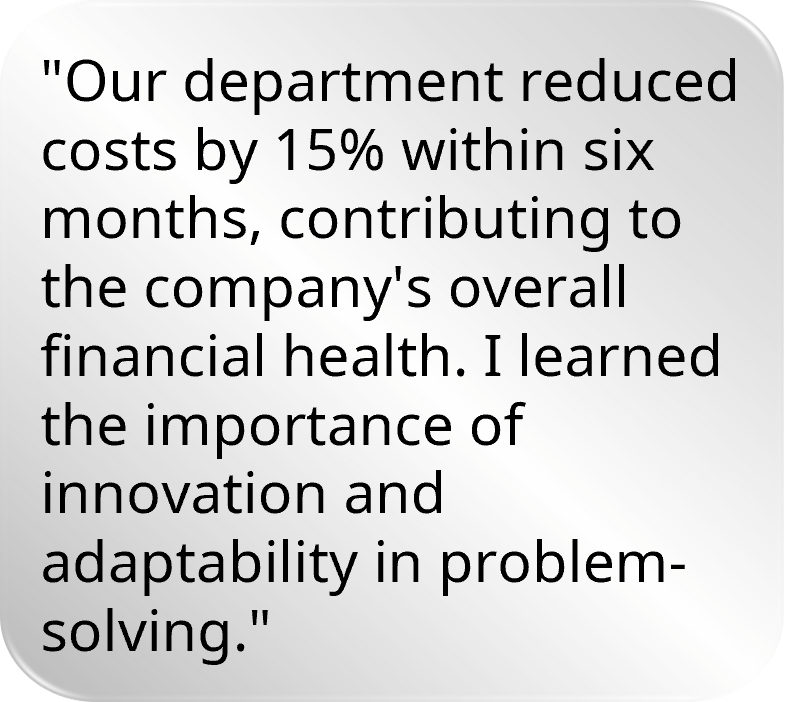 "Our department reduced
costs by 15% within six
months, contributing to
the company's overall
financial health. I learned
the importance of
innovation and
adaptability in problem-
solving."